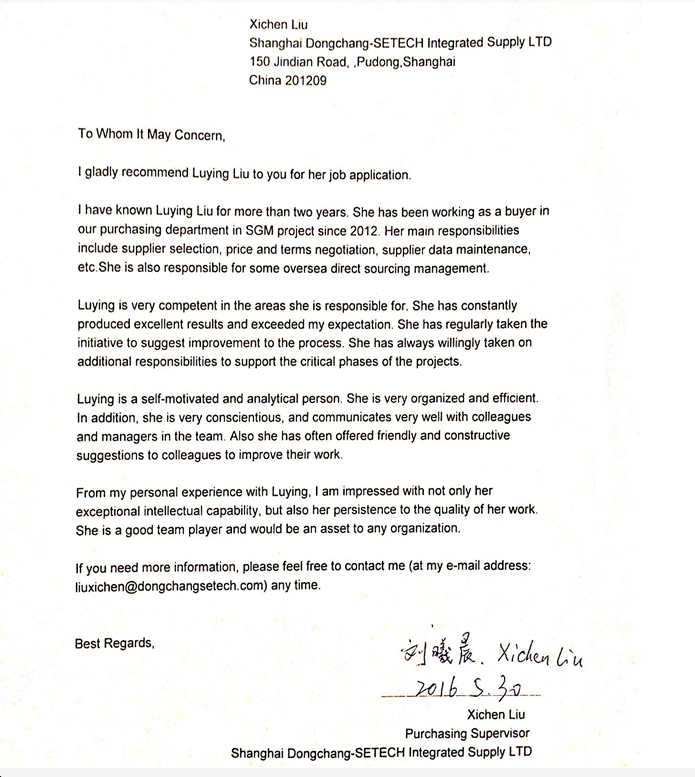 Xichen Liu
Shanghai Dongchang-SETECH Integrated Supply LTD
150 Jindian Road, ,Pudong,Shanghai
China 201209
To Whom It May Concern,
I gladly recommend Luying Liu to you for her job application.
I have known Luying Liu for more than two years. She has been working as a buyer in
our purchasing department in SGM project since 2012. Her main responsibilities
include supplier selection, price and terms negotiation, supplier data maintenance,
etc.She is also responsible for some oversea direct sourcing management.
Luying is very competent in the areas she is responsible for. She has constantly
produced excellent results and exceeded my expectation. She has regularly taken the
initiative to suggest improvement to the process. She has always willingly taken on
additional responsibilities to support the critical phases of the projects.
Luying is a self-motivated and analytical person. She is very organized and efficient.
In addition, she is very conscientious, and communicates very well with colleagues
and managers in the team. Also she has often offered friendly and constructive
suggestions to colleagues to improve their work.
From my personal experience with Luying, I am impressed with not only her
exceptional intellectual capability, but also her persistence to the quality of her work.
She is a good team player and would be an asset to any organization.
If you need more information, please feel free to contact me (at my e-mail address:
liuxichen@dongchangsetech.com) any time.
Best Regards,
刘曦晨. Xichen Liu
2016 5.30
Xichen Liu
Purchasing Supervisor
Shanghai Dongchang-SETECH Integrated Supply LTD